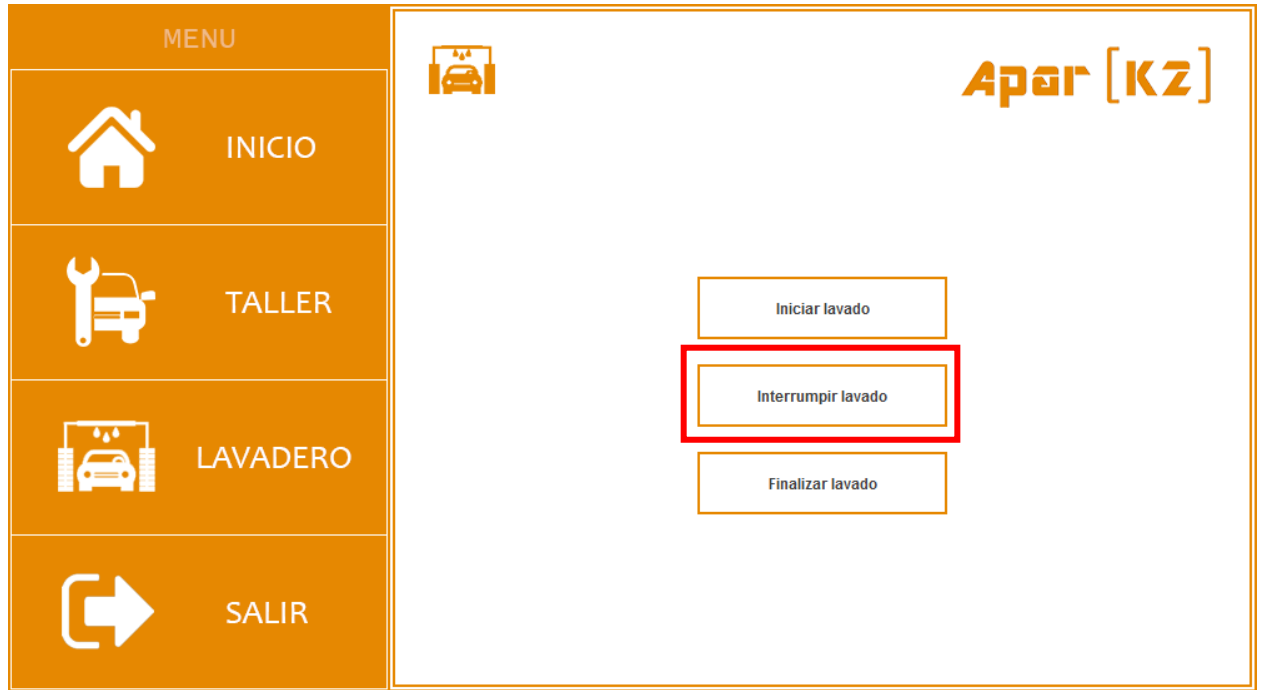 MENU
INICIO
TALLER
LAVADERO
SALIR
Apar [KZ]
Iniciar lavado
Interrumpir lavado
Finalizar lavado